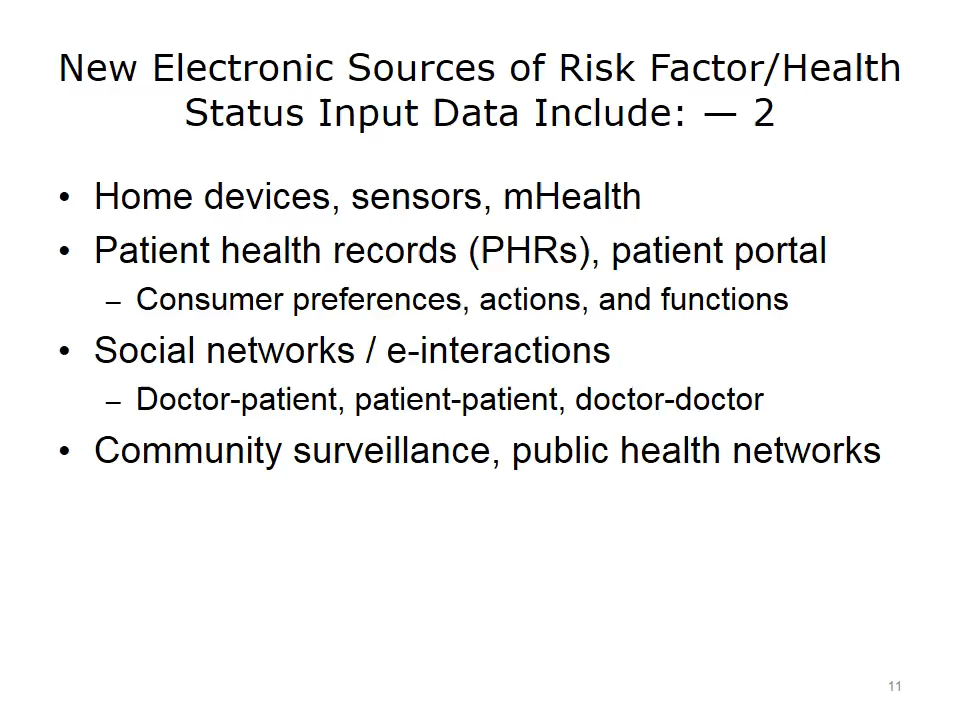 New Electronic Sources of Risk Factor/Health
Status Input Data Include: — 2
• Home devices, sensors, mHealth
• Patient health records (PHRs), patient portal
– Consumer preferences, actions, and functions
• Social networks / e-interactions
– Doctor-patient, patient-patient, doctor-doctor
• Community surveillance, public health networks
11